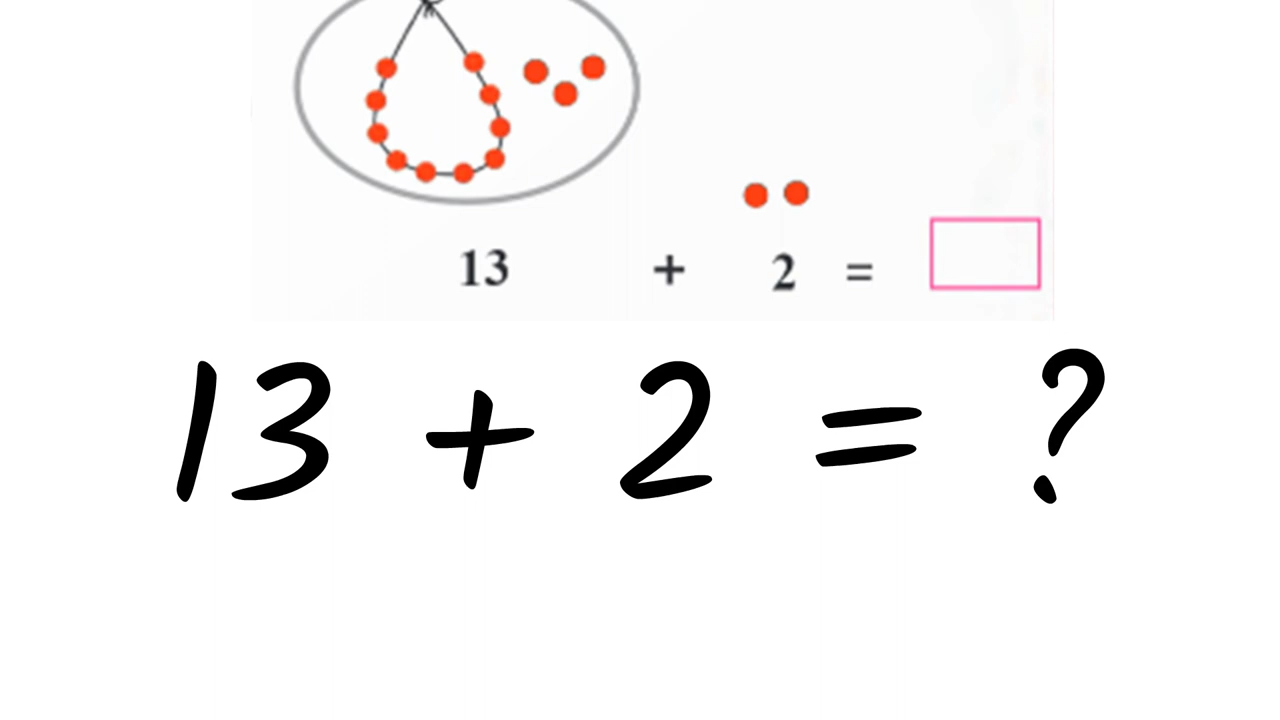 13 + 2 =
13 + 2 = ?